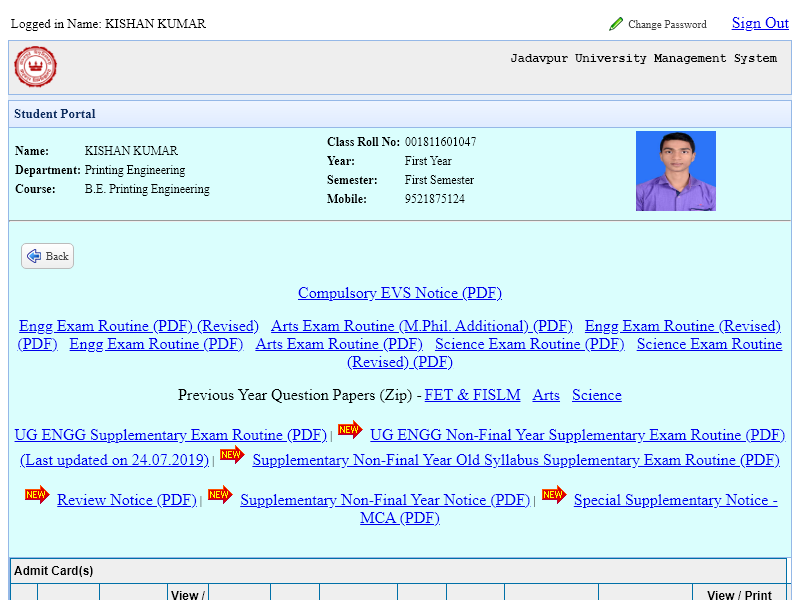 Logged in Name: KISHAN KUMAR
Change Password
Sign Out
Jadavpur University Management System
Student Portal
Name: KISHAN KUMAR
Department: Printing Engineering
Course: B.E. Printing Engineering
Class Roll No: 001811601047
Year: First Year
Semester: First Semester
Mobile: 9521875124
Back
Compulsory EVS Notice (PDF)
Engg Exam Routine (PDF) (Revised) Arts Exam Routine (M.Phil. Additional) (PDF) Engg Exam Routine (Revised)
(PDF) Engg Exam Routine (PDF) Arts Exam Routine (PDF) Science Exam Routine (PDF) Science Exam Routine
(Revised) (PDF)
Previous Year Question Papers (Zip) - FET & FISLM Arts Science
UG ENGG Supplementary Exam Routine (PDF) | NEW UG ENGG Non-Final Year Supplementary Exam Routine (PDF)
(Last updated on 24.07.2019) | NEW Supplementary Non-Final Year Old Syllabus Supplementary Exam Routine (PDF)
NEW Review Notice (PDF) | NEW Supplementary Non-Final Year Notice (PDF) | NEW Special Supplementary Notice -
MCA (PDF)
Admit Card(s)
View / View / Print